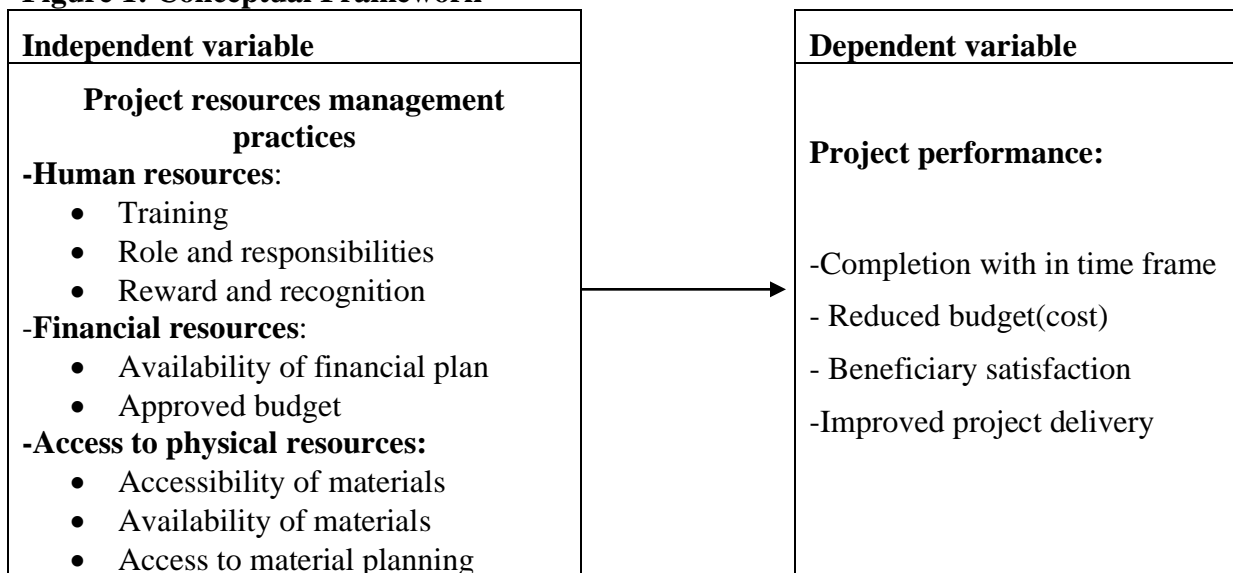 Figure 1: Conceptual Framework
Independent variable
Project resources management
practices
-Human resources:
• Training
• Role and responsibilities
• Reward and recognition
-Financial resources:
• Availability of financial plan
• Approved budget
-Access to physical resources:
• Accessibility of materials
• Availability of materials
• Access to material planning
Dependent variable
Project performance:
-Completion with in time frame
- Reduced budget(cost)
- Beneficiary satisfaction
-Improved project delivery